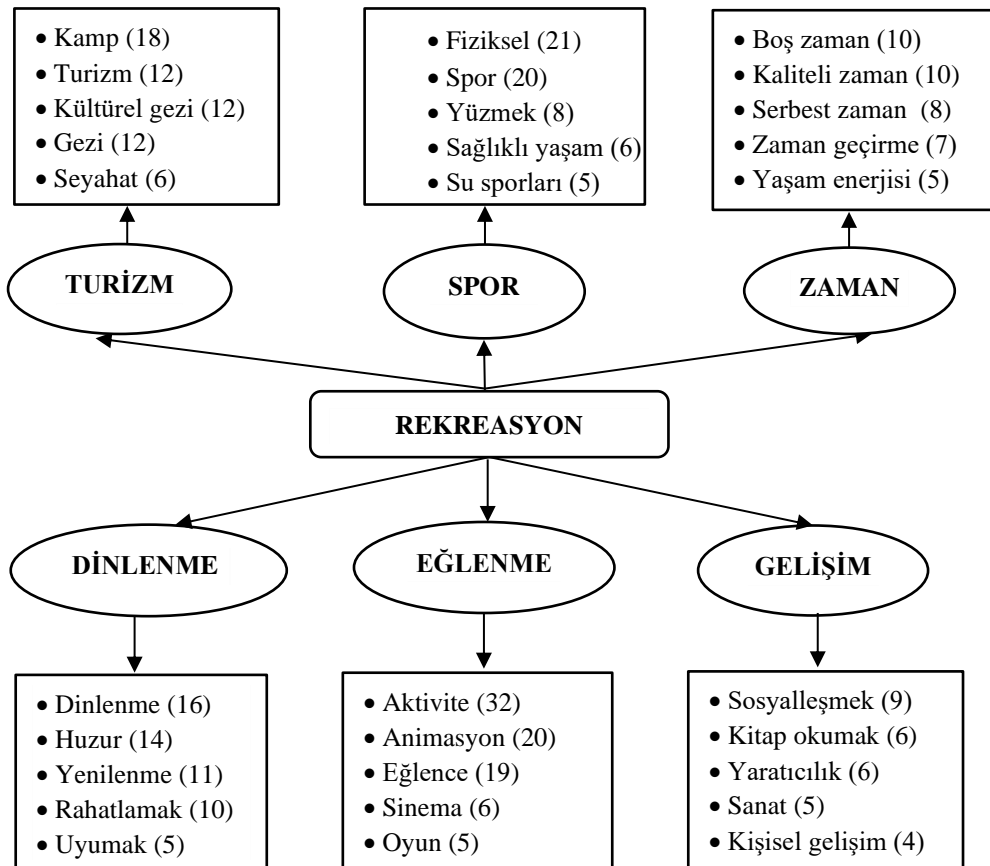 • Kamp (18)
• Turizm (12)
• Kültürel gezi (12)
• Gezi (12)
• Seyahat (6)
• Fiziksel (21)
• Spor (20)
• Yüzmek (8)
• Sağlıklı yaşam (6)
• Su sporları (5)
• Boş zaman (10)
• Kaliteli zaman (10)
• Serbest zaman (8)
• Zaman geçirme (7)
• Yaşam enerjisi (5)
TURİZM
SPOR
ZAMAN
REKREASYON
DİNLENME
EĞLENME
GELİŞİM
• Dinlenme (16)
• Huzur (14)
• Yenilenme (11)
• Rahatlamak (10)
• Uyumak (5)
• Aktivite (32)
• Animasyon (20)
• Eğlence (19)
• Sinema (6)
• Oyun (5)
• Sosyalleşmek (9)
• Kitap okumak (6)
• Yaratıcılık (6)
• Sanat (5)
• Kişisel gelişim (4)